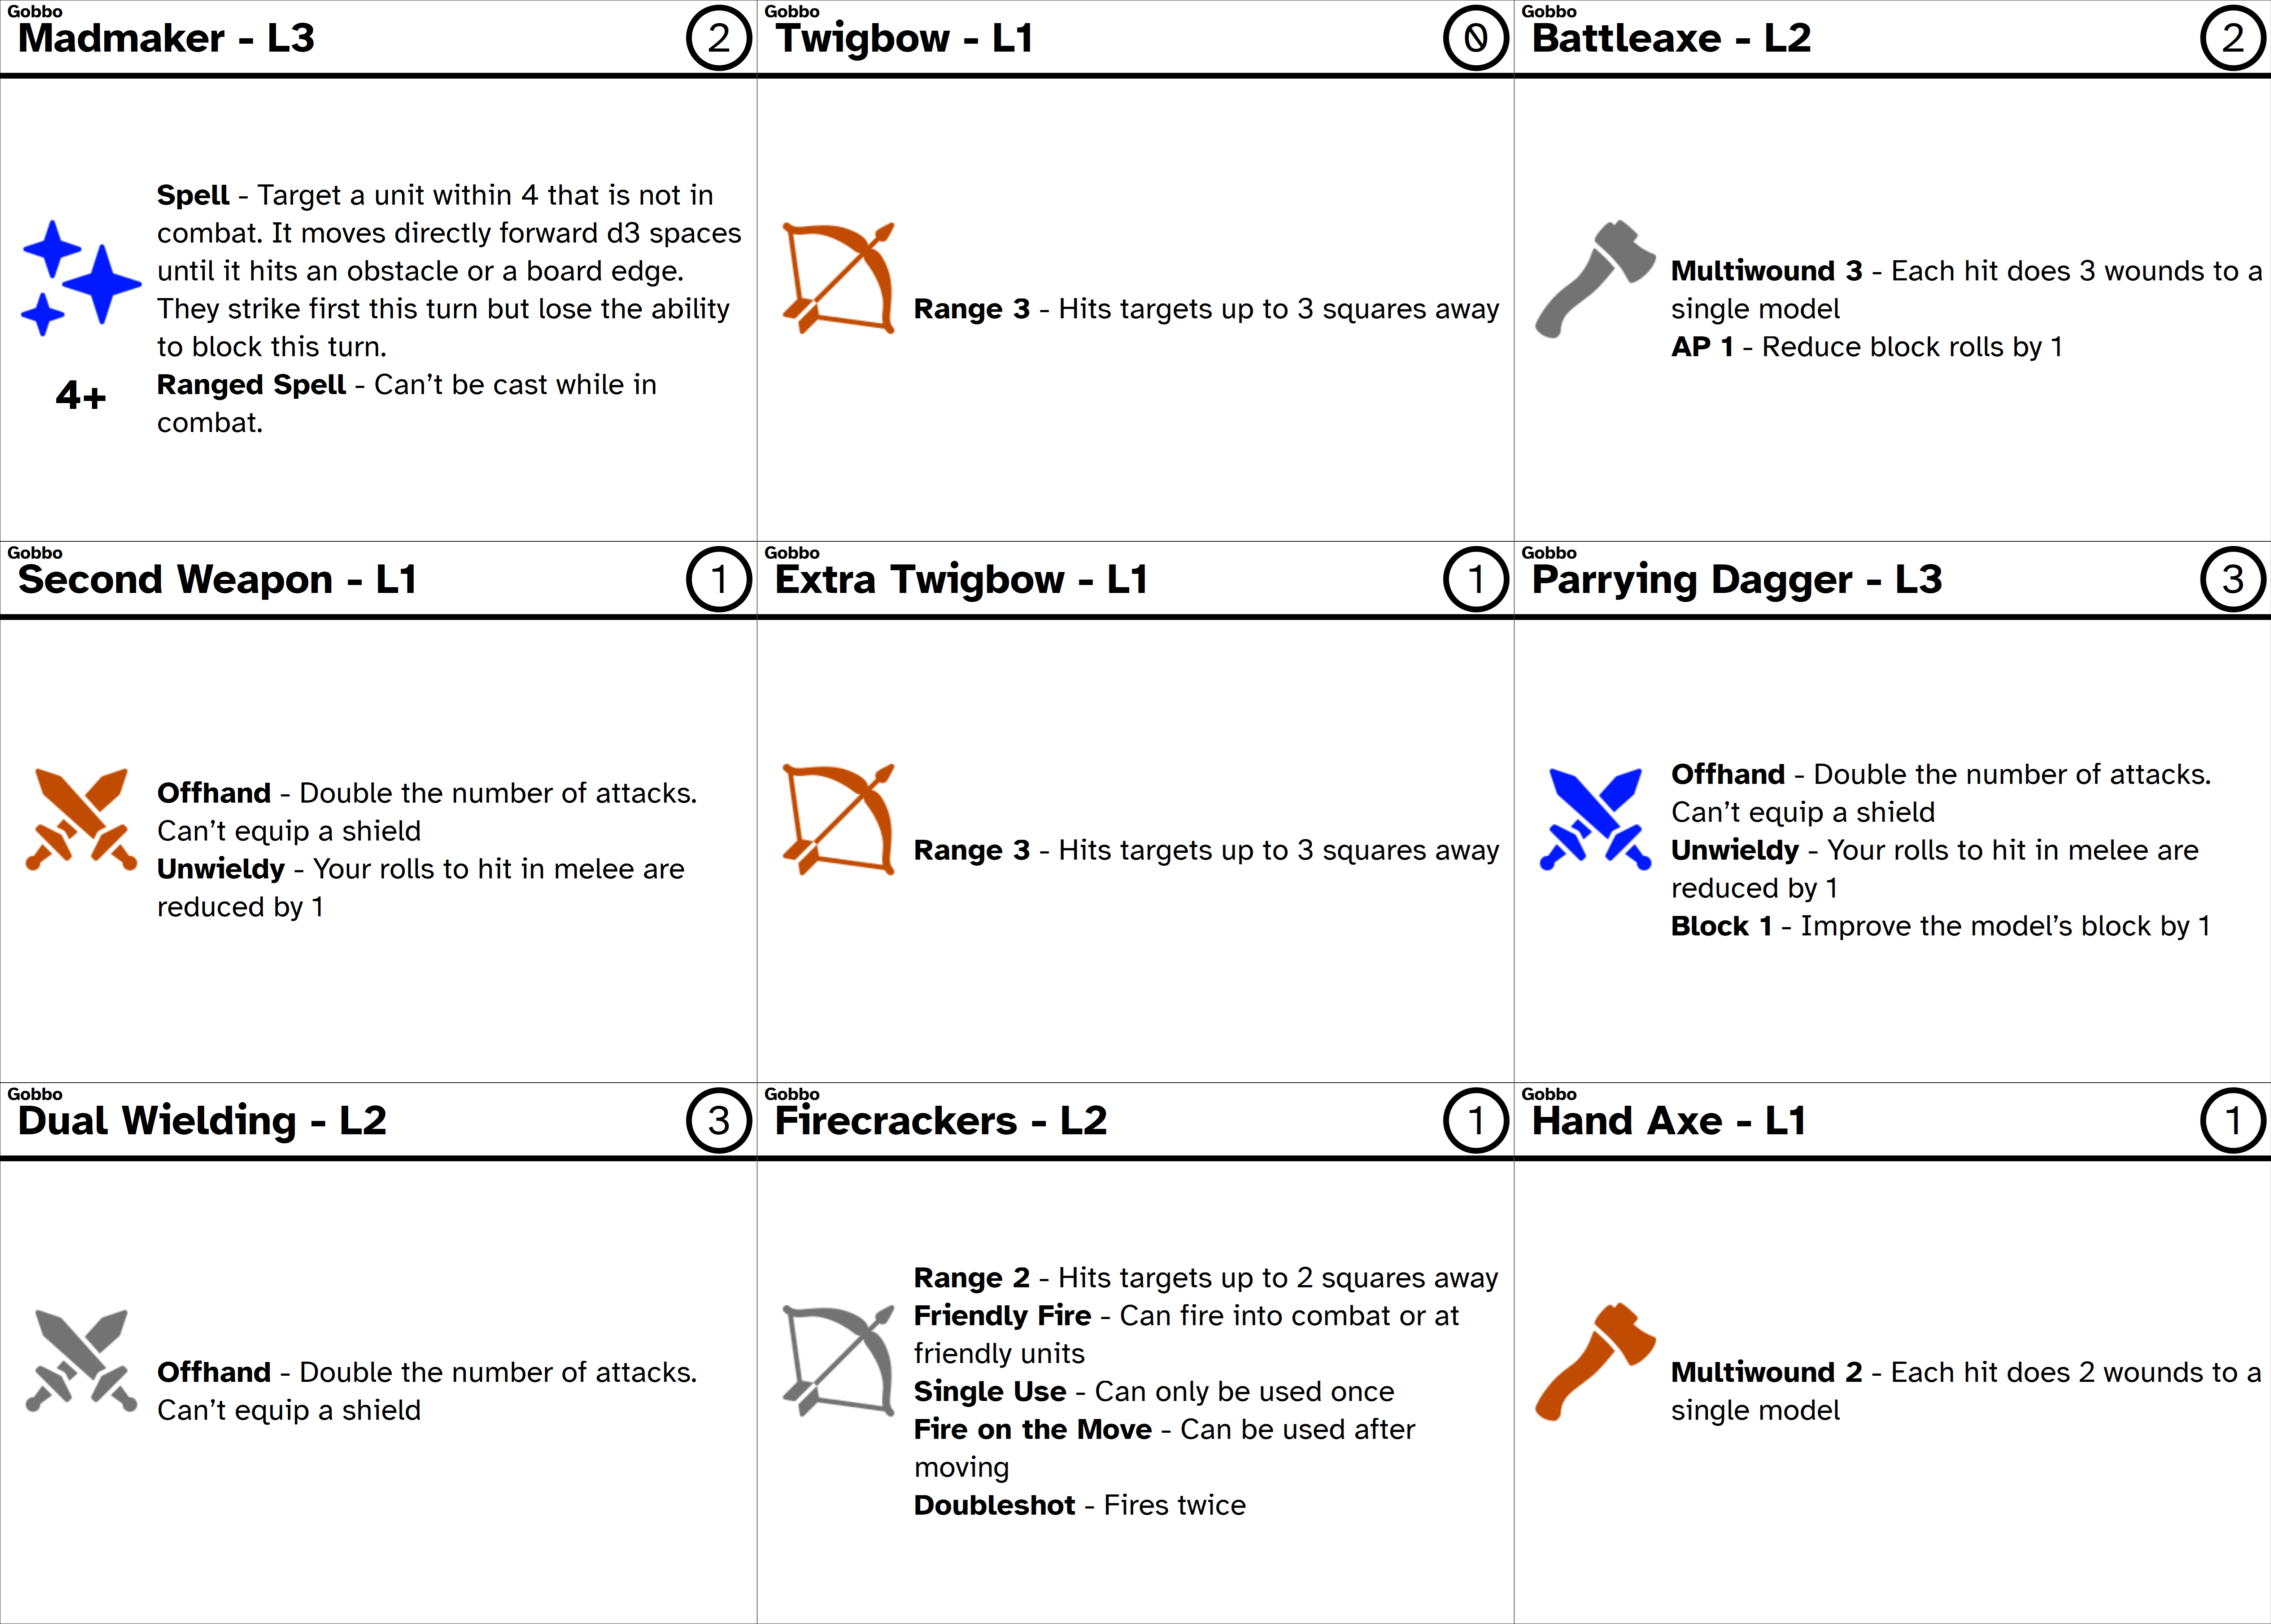 Gobbo
Madmaker - L3
2
Spell - Target a unit within 4 that is not in
combat. It moves directly forward d3 spaces
until it hits an obstacle or a board edge.
They strike first this turn but lose the ability
to block this turn.
Ranged Spell - Can't be cast while in
combat.
4+
Gobbo
Twigbow - L1
0
Range 3 - Hits targets up to 3 squares away
Gobbo
Battleaxe - L2
2
Multiwound 3 - Each hit does 3 wounds to a
single model
AP 1 - Reduce block rolls by 1
Gobbo
Second Weapon - L1
1
Offhand - Double the number of attacks.
Can't equip a shield
Unwieldy - Your rolls to hit in melee are
reduced by 1
Gobbo
Extra Twigbow - L1
1
Range 3 - Hits targets up to 3 squares away
Gobbo
Parrying Dagger - L3
3
Offhand - Double the number of attacks.
Can't equip a shield
Unwieldy - Your rolls to hit in melee are
reduced by 1
Block 1 - Improve the model's block by 1
Gobbo
Dual Wielding - L2
3
Offhand - Double the number of attacks.
Can't equip a shield
Gobbo
Firecrackers - L2
1
Range 2 - Hits targets up to 2 squares away
Friendly Fire - Can fire into combat or at
friendly units
Single Use - Can only be used once
Fire on the Move - Can be used after
moving
Doubleshot - Fires twice
Gobbo
Hand Axe - L1
1
Multiwound 2 - Each hit does 2 wounds to a
single model